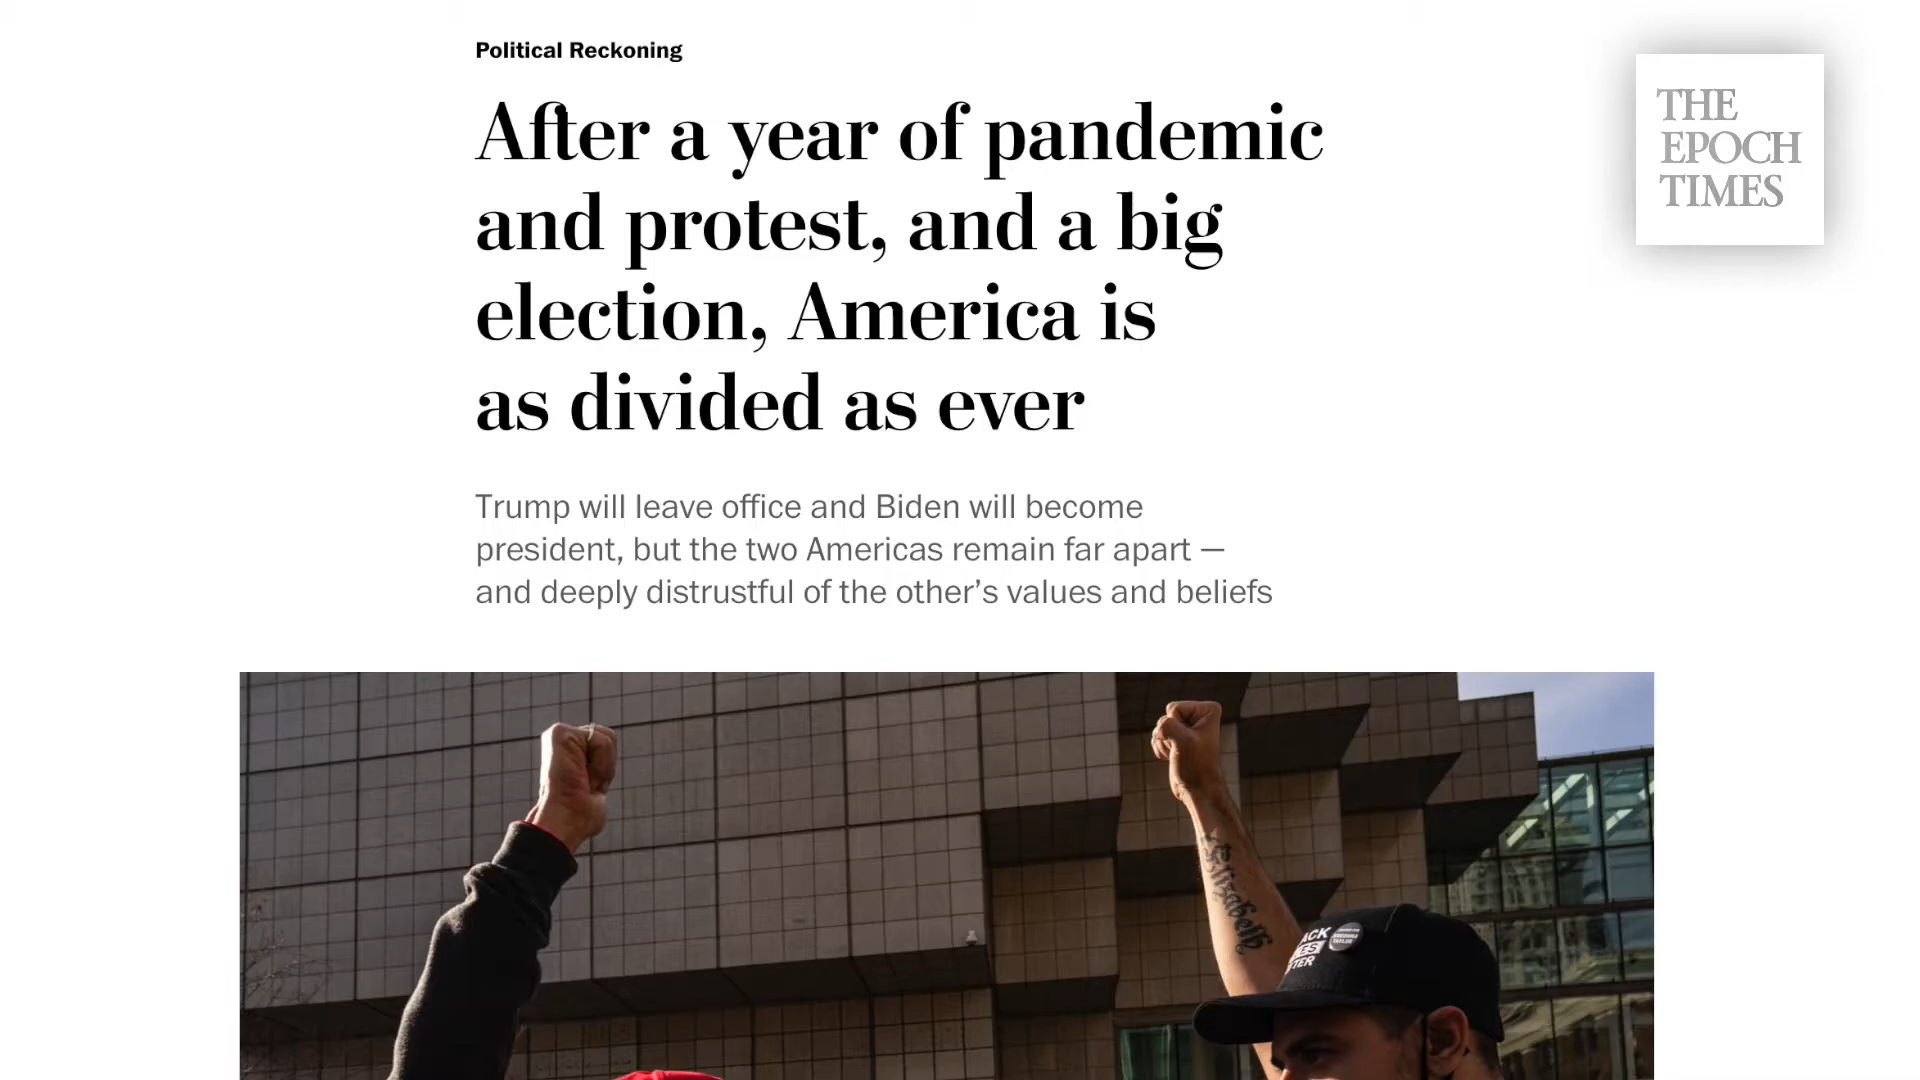 Political Reckoning
After a year of pandemic
and protest, and a big
election, America is
as divided as ever
Trump will leave office and Biden will become
president, but the two Americas remain far apart —
and deeply distrustful of the other’s values and beliefs
THE
EPOCH
TIMES
Elizabeth